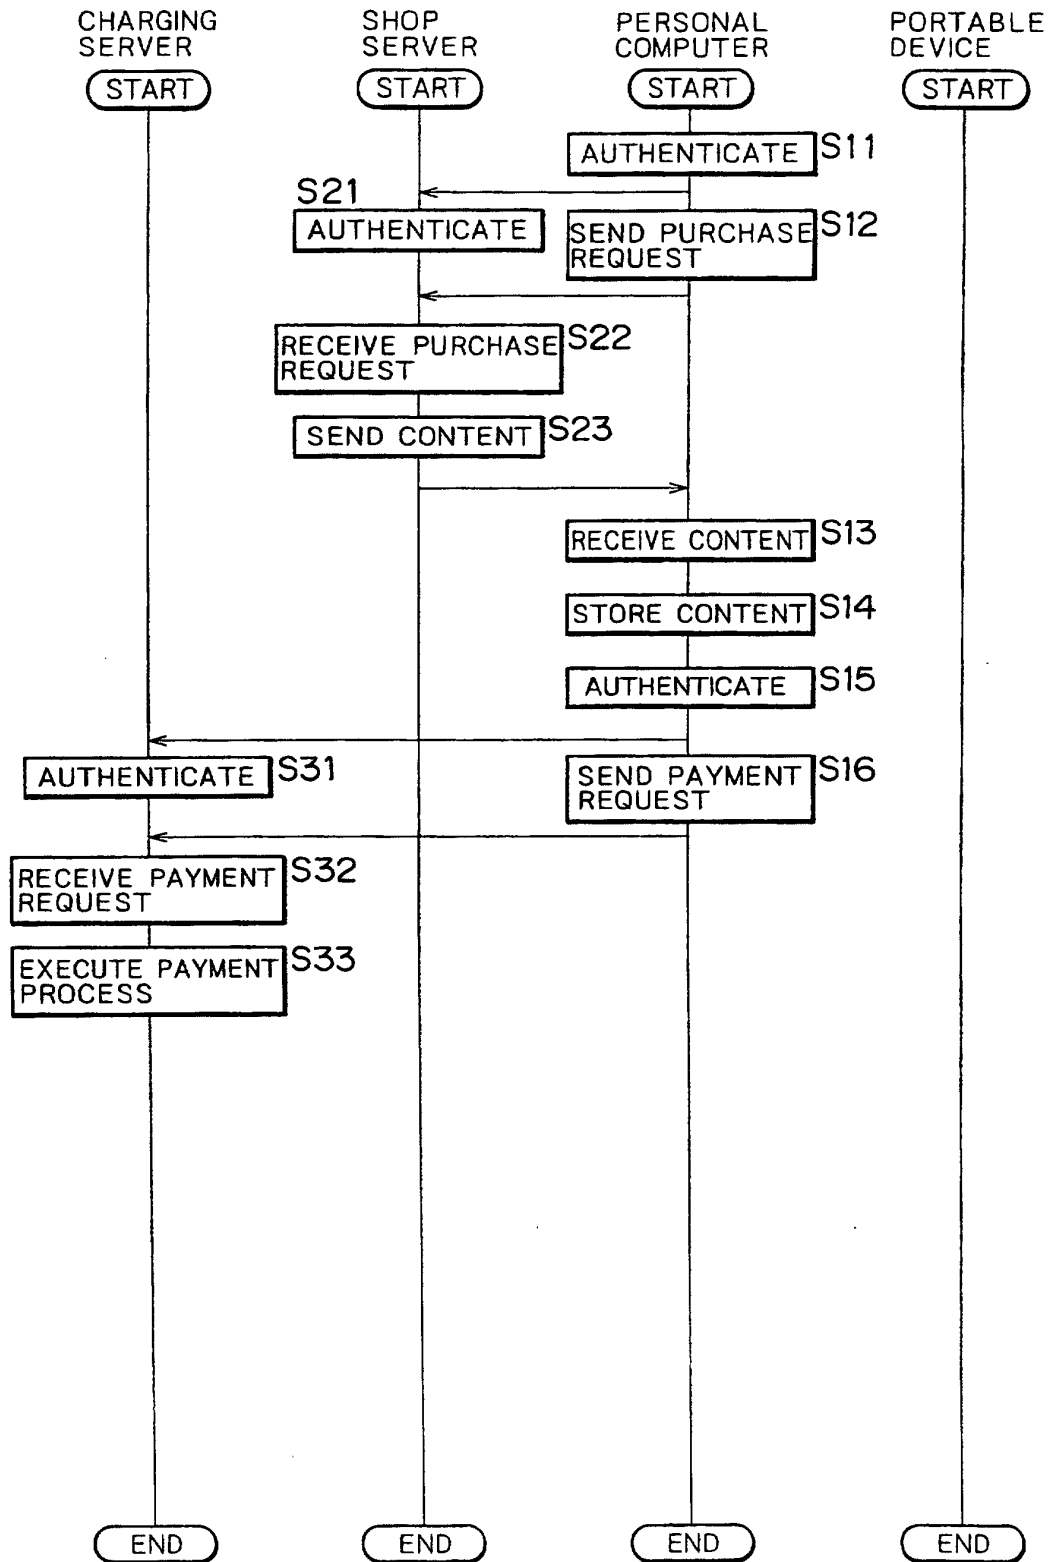 CHARGING
SERVER
SHOP
SERVER
PERSONAL
COMPUTER
PORTABLE
DEVICE
START
START
START
START
AUTHENTICATE
S11
S21
AUTHENTICATE
SEND PURCHASE
REQUEST
S12
RECEIVE PURCHASE
REQUEST
S22
SEND CONTENT
S23
RECEIVE CONTENT
S13
STORE CONTENT
S14
AUTHENTICATE
S15
AUTHENTICATE
S31
SEND PAYMENT
REQUEST
S16
RECEIVE PAYMENT
REQUEST
S32
EXECUTE PAYMENT
PROCESS
S33
END
END
END
END